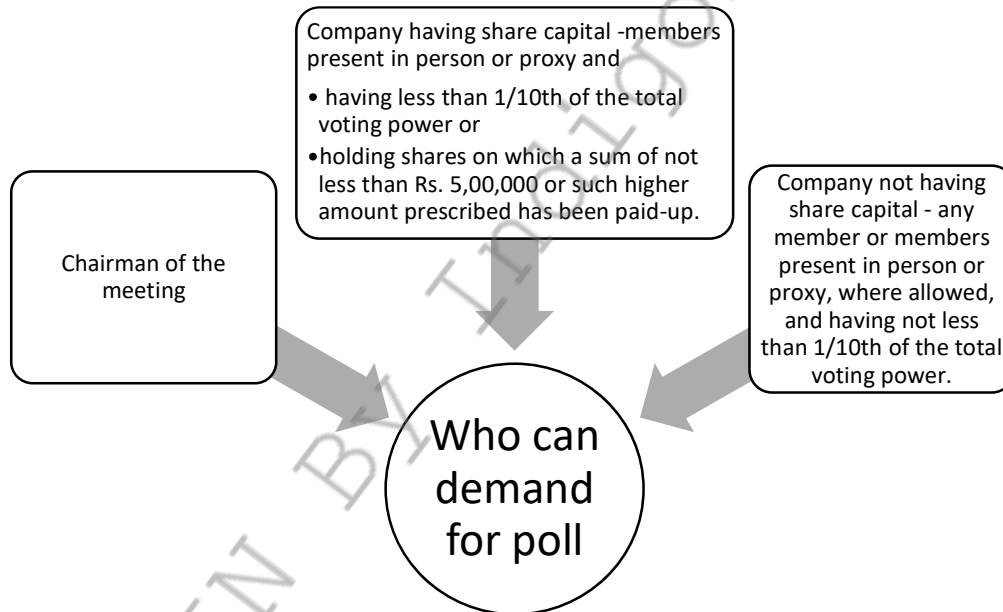 Company having share capital -members
present in person or proxy and
• having less than 1/10th of the total
voting power or
•holding shares on which a sum of not
less than Rs. 5,00,000 or such higher
amount prescribed has been paid-up.
Chairman of the
meeting
Company not having
share capital - any
member or members
present in person or
proxy, where allowed,
and having not less
than 1/10th of the total
voting power.
Who can
demand
for poll
N By Indigo